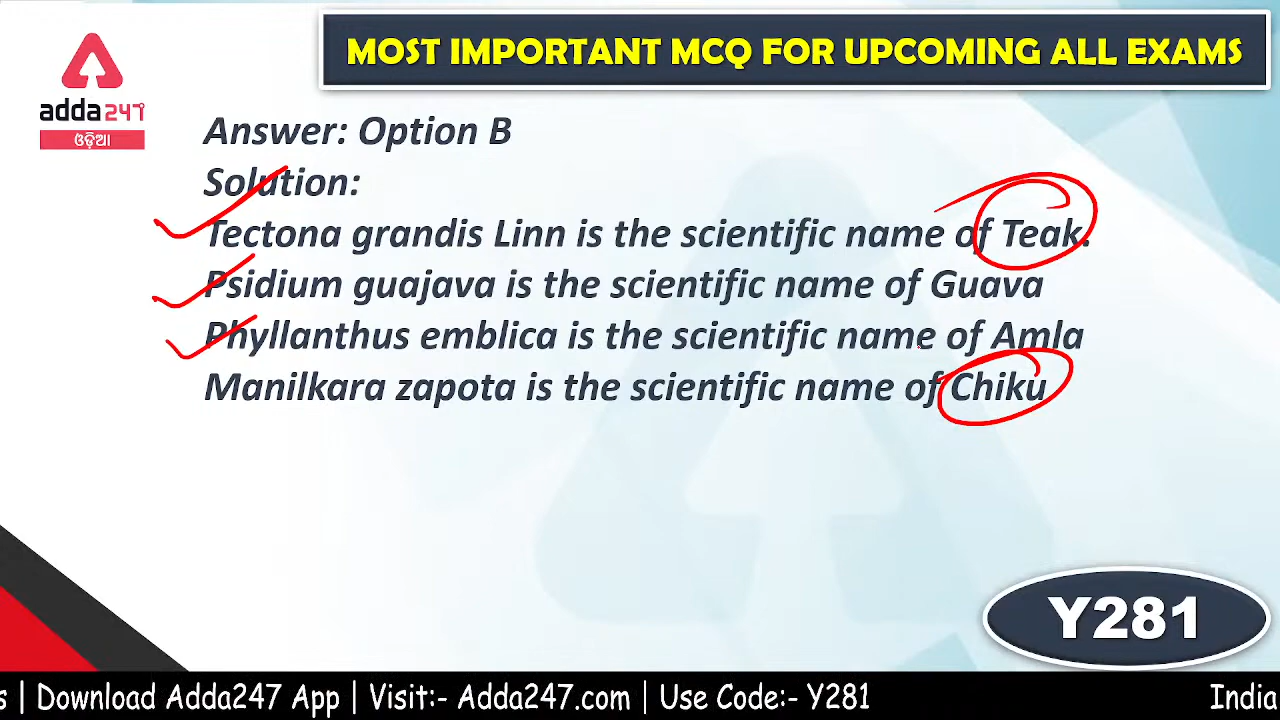 MOST IMPORTANT MCQ FOR UPCOMING ALL EXAMS
adda247
ଓଡ଼ିଆ
Answer: Option B
Solution:
Tectona grandis Linn is the scientific name of Teak.
Psidium guajava is the scientific name of Guava
Phyllanthus emblica is the scientific name of Amla
Manilkara zapota is the scientific name of Chiku
Y281
s | Download Adda247 App | Visit:- Adda247.com | Use Code:- Y281
India